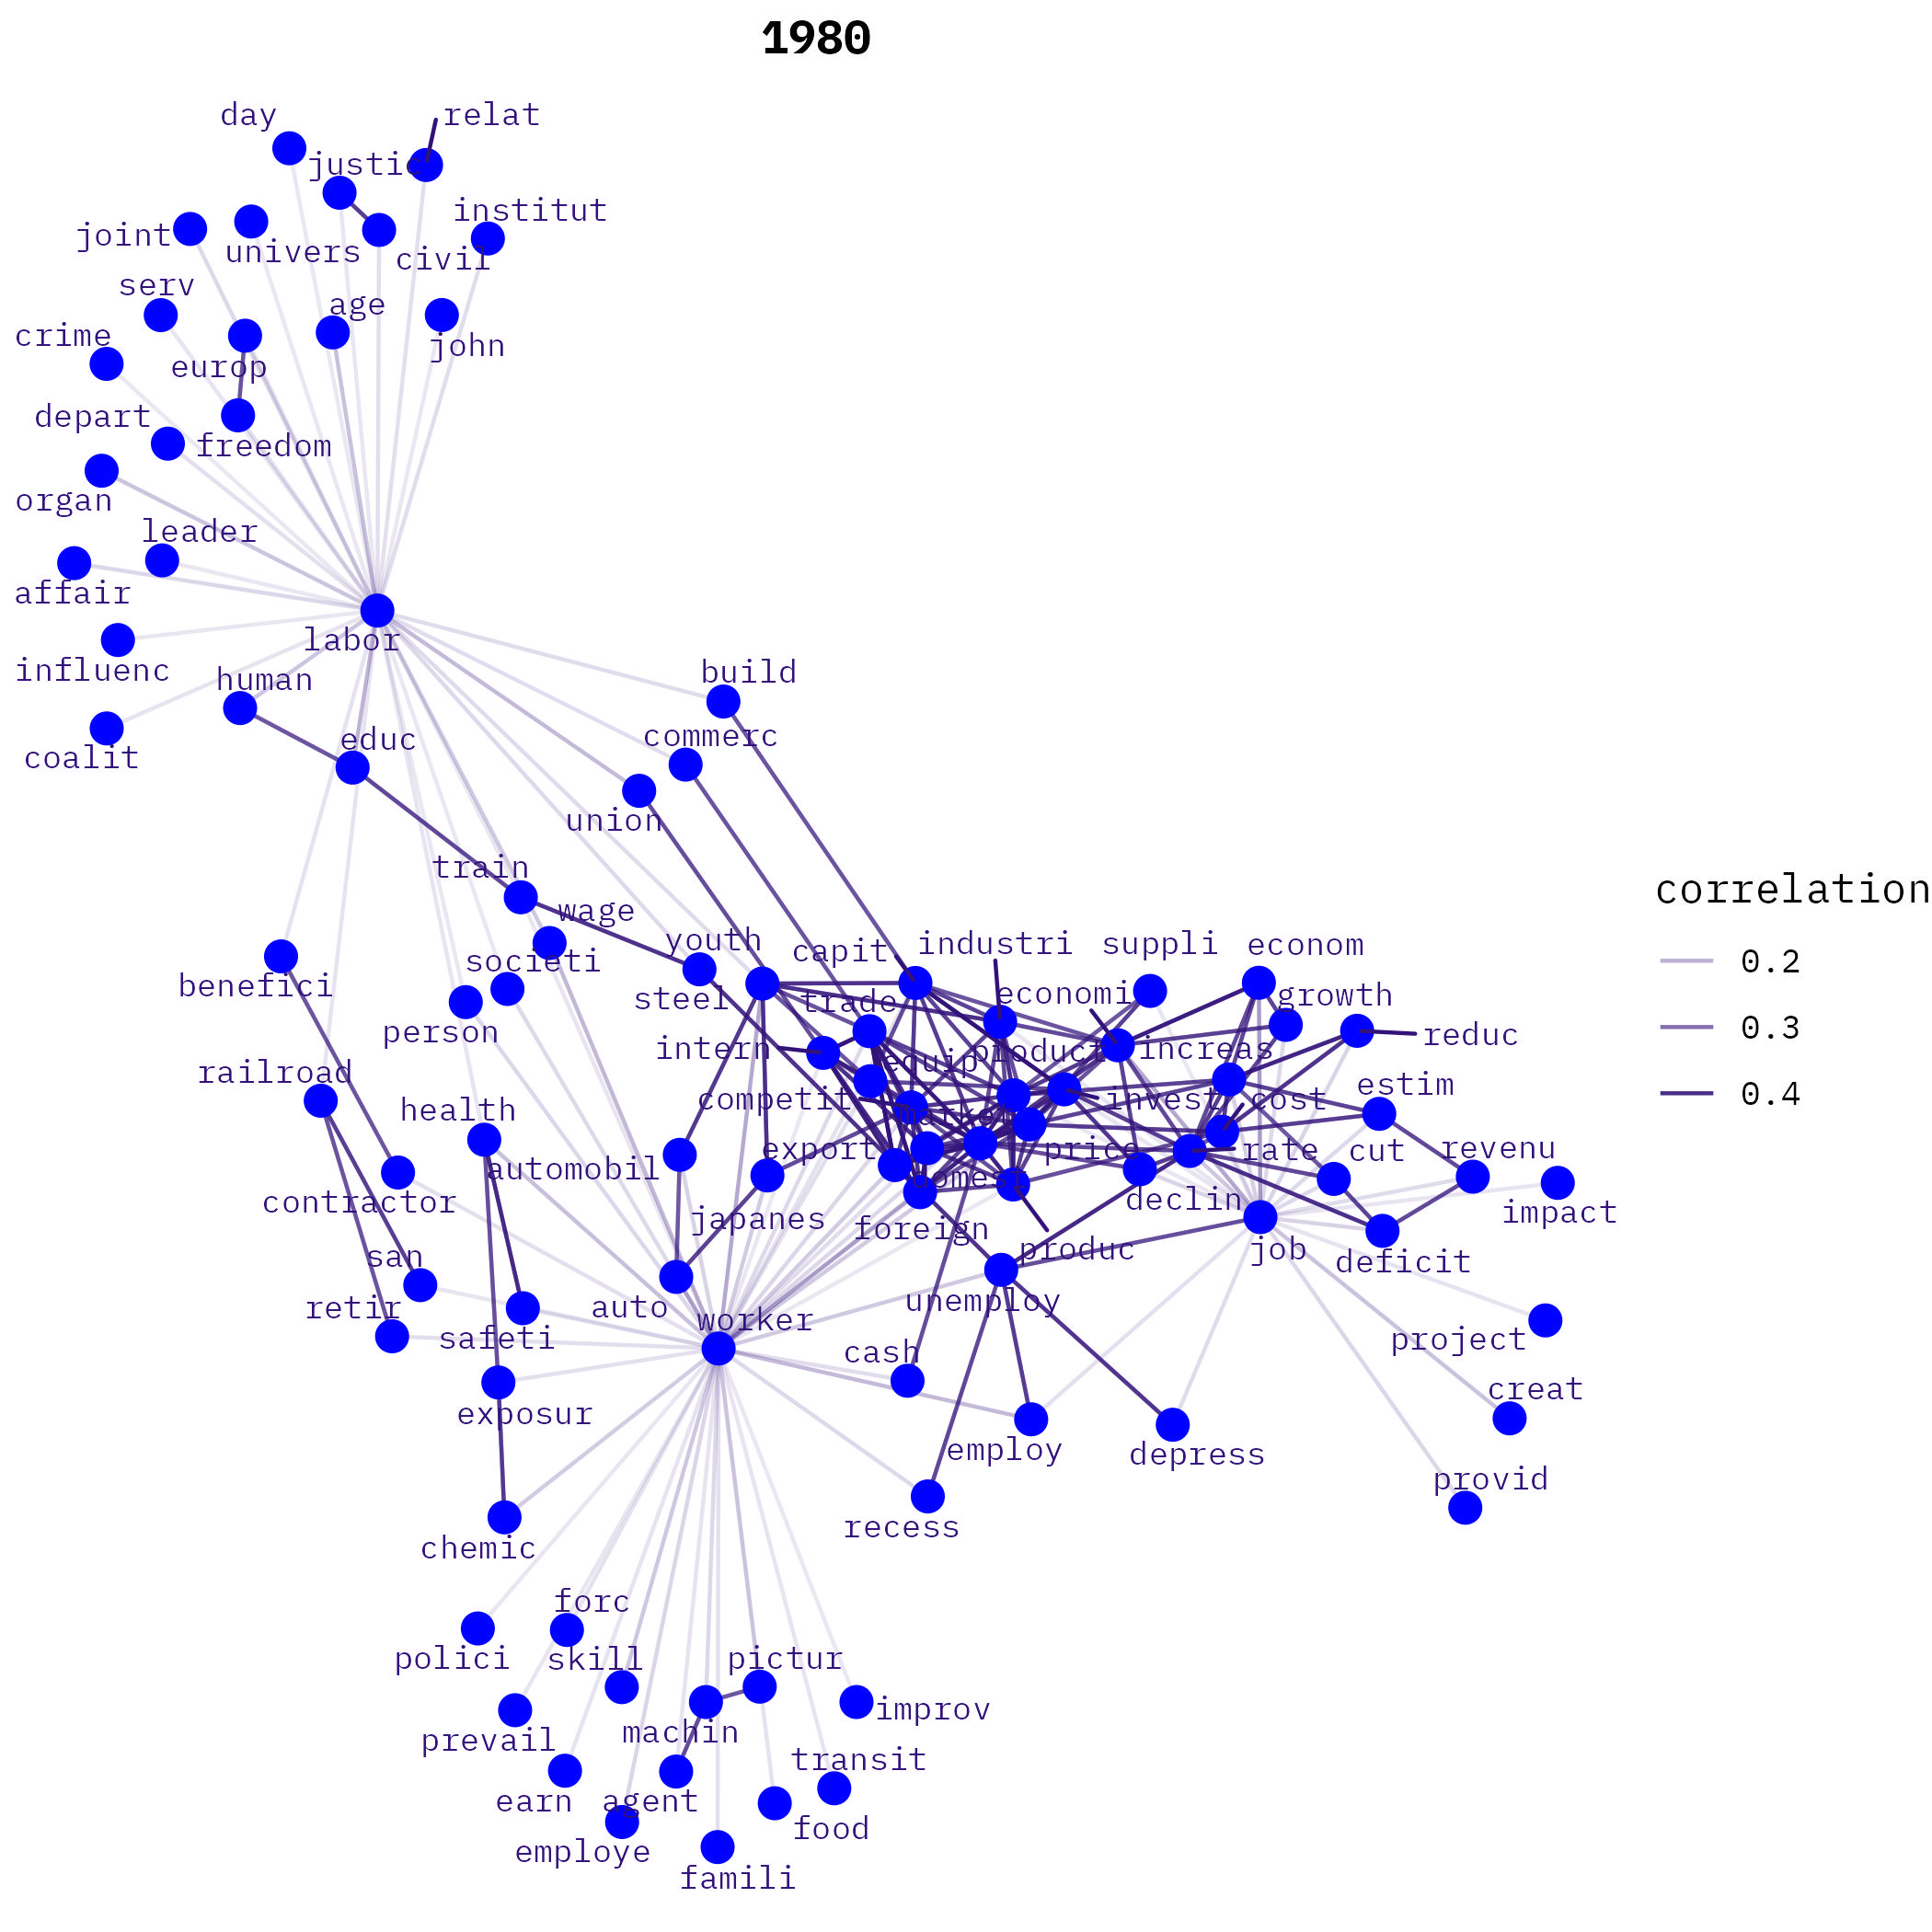 1980
day
relat
justic
institut
joint
univers
civil
serv
age
crime
europ
john
depart
freedom
organ
leader
affair
labor
influenc
human
build
coalit
educ
commerc
union
train
wage
youth
capit
industri
suppli
econom
societi
benefici
steel
trade
economi
growth
person
intern
equip
product
increas
reduc
railroad
health
competit
market
invest
cost
estim
automobil
export
price
rate
cut
revenu
contractor
domest
declin
japanes
foreign
impact
san
produc
job
deficit
retir
auto
worker
unemploy
safeti
cash
project
exposur
creat
employ
depress
provid
recess
chemic
forc
polici
skill
pictur
improv
prevail
machin
transit
earn
agent
food
employe
famili
correlation
0.2
0.3
0.4